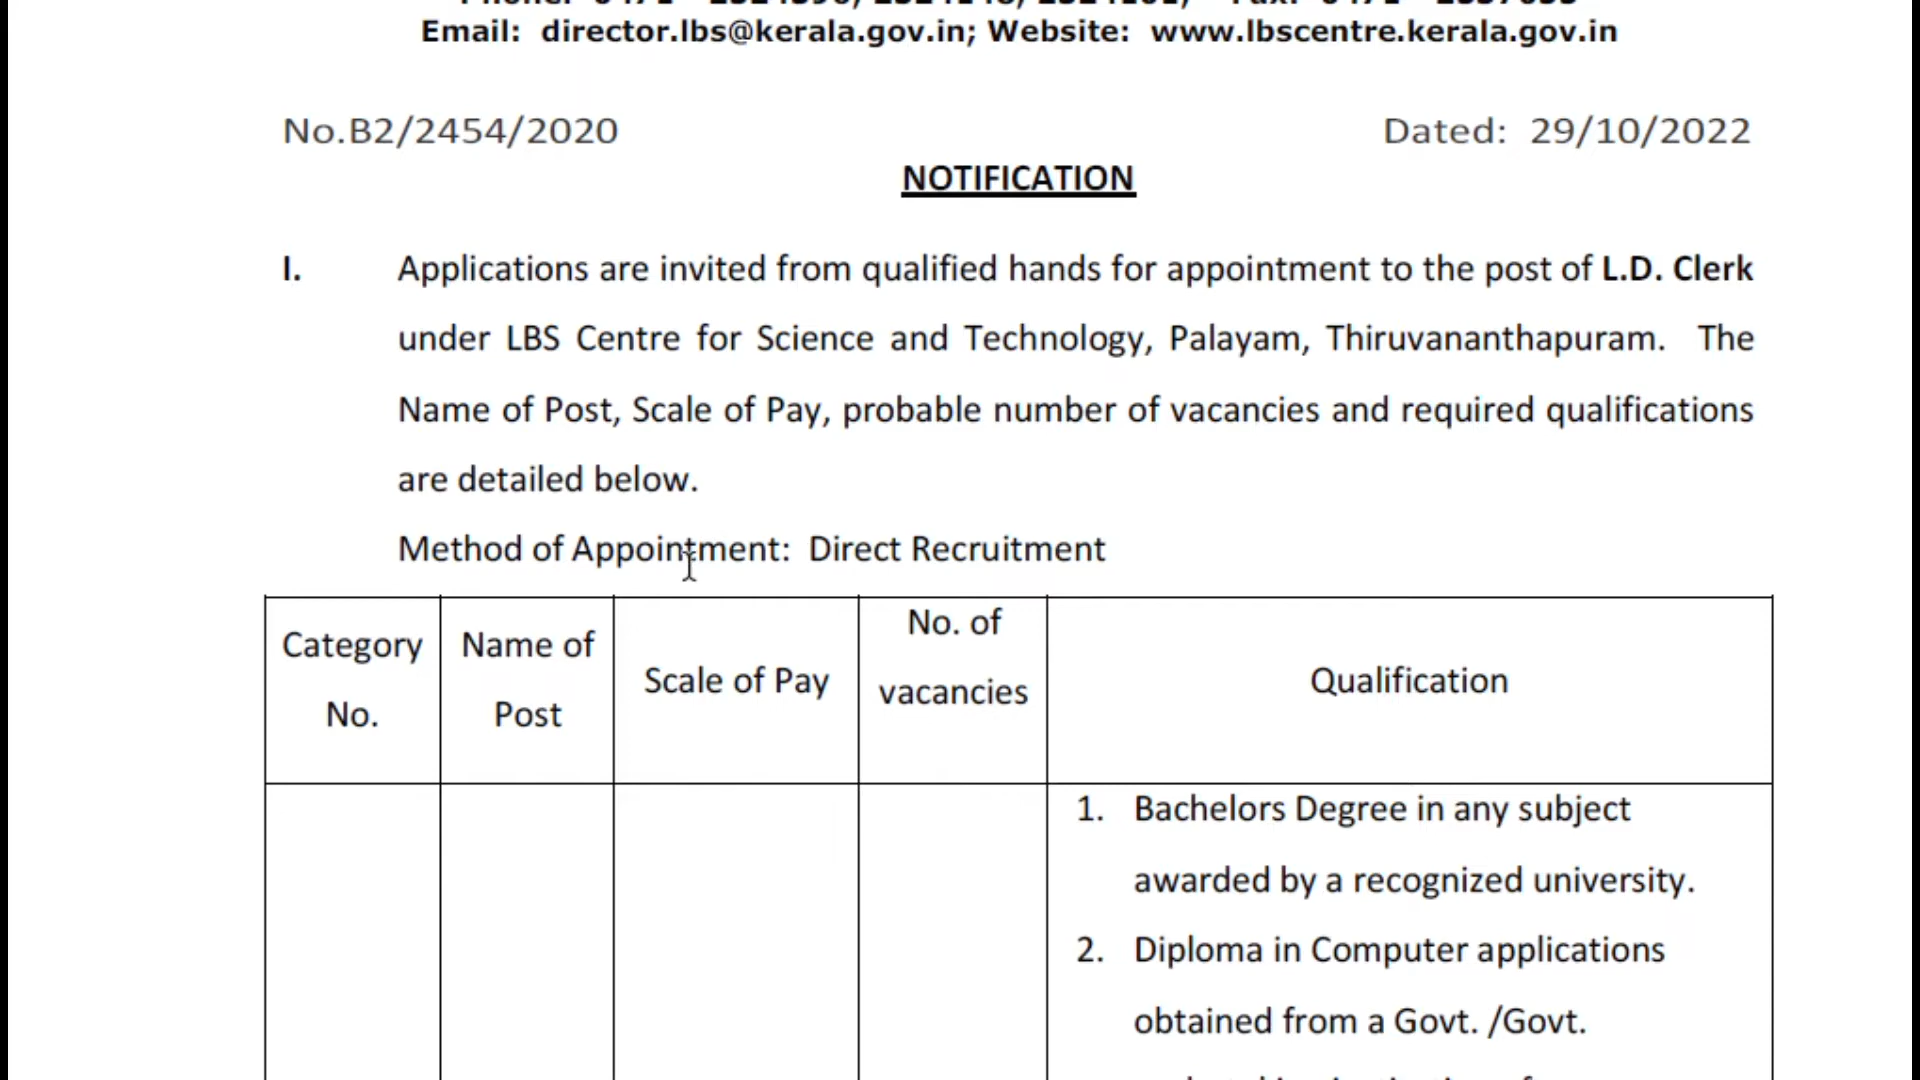 Email: director.lbs@kerala.gov.in; Website: www.lbscentre.kerala.gov.in
No.B2/2454/2020 Dated: 29/10/2022
NOTIFICATION
I. Applications are invited from qualified hands for appointment to the post of L.D. Clerk
under LBS Centre for Science and Technology, Palayam, Thiruvananthapuram. The
Name of Post, Scale of Pay, probable number of vacancies and required qualifications
are detailed below.
Method of Appointment: Direct Recruitment
Category
No.
Name of
Post
Scale of Pay
No. of
vacancies
Qualification
1. Bachelors Degree in any subject
awarded by a recognized university.
2. Diploma in Computer applications
obtained from a Govt. /Govt.